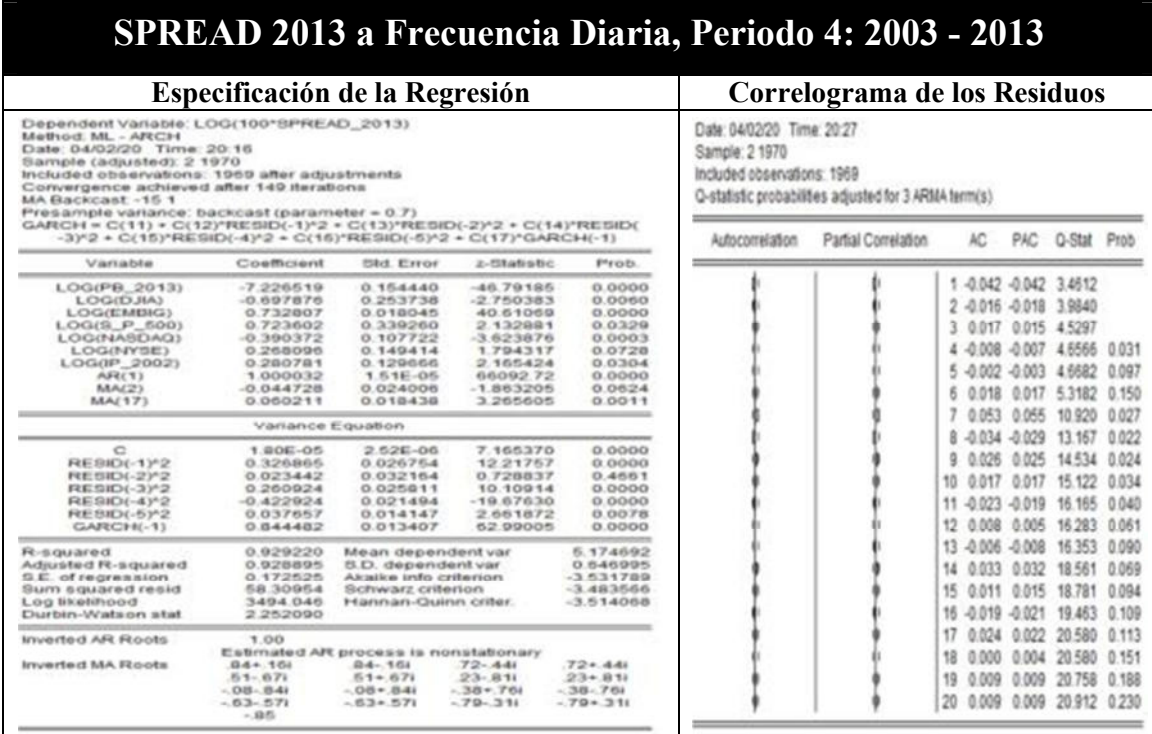 SPREAD 2013 a Frecuencia Diaria, Periodo 4: 2003 - 2013
Especificación de la Regresión
Dependent Variable: LOG(100*SPREAD_2013)
Method: ML - ARCH
Date: 04/02/20 Time: 20:16
Sample (adjusted): 2 1970
Included observations: 1969 after adjustments
Convergence achieved after 149 iterations
MA Backcast: -15 1
Presample variance: backcast (parameter = 0.7)
GARCH = C(11) + C(12)*RESID(-1)^2 + C(13)*RESID(-2)^2 + C(14)*RESID(
-3)^2 + C(15)*RESID(-4)^2 + C(16)*RESID(-5)^2 + C(17)*GARCH(-1)
Variable Coefficient Std. Error z-Statistic Prob.
LOG(PB_2013) -7.226519 0.154440 -46.79185 0.0000
LOG(DJIA) -0.697876 0.253738 -2.750383 0.0060
LOG(EMBIG) 0.732807 0.018045 40.61069 0.0000
LOG(S_P_500) 0.723602 0.339260 2.132881 0.0329
LOG(NASDAQ) -0.390372 0.107722 -3.623876 0.0003
LOG(NYSE) 0.268096 0.149414 1.794317 0.0728
LOG(IP_2002) 0.280781 0.129656 2.165424 0.0304
AR(1) 1.000032 1.51E-05 66092.72 0.0000
MA(2) -0.044728 0.024006 -1.863205 0.0624
MA(17) 0.060211 0.018438 3.265605 0.0011
Variance Equation
C 1.80E-05 2.52E-06 7.165370 0.0000
RESID(-1)^2 0.326865 0.026754 12.21757 0.0000
RESID(-2)^2 0.023442 0.032164 0.728837 0.4661
RESID(-3)^2 0.260924 0.025811 10.10914 0.0000
RESID(-4)^2 -0.422924 0.021494 -19.67630 0.0000
RESID(-5)^2 0.037657 0.014147 2.661872 0.0078
GARCH(-1) 0.844482 0.013407 62.99005 0.0000
R-squared 0.929220 Mean dependent var 5.174692
Adjusted R-squared 0.928895 S.D. dependent var 0.646995
S.E. of regression 0.172525 Akaike info criterion -3.531789
Sum squared resid 58.30954 Schwarz criterion -3.483566
Log likelihood 3494.046 Hannan-Quinn criter. -3.514068
Durbin-Watson stat 2.252090
Inverted AR Roots 1.00
Estimated AR process is nonstationary
Inverted MA Roots .84+.16i .84-.16i .72-.44i .72+.44i
.51-.67i .51+.67i .23-.81i .23+.81i
-.08-.84i -.08+.84i -.38+.76i -.38-.76i
-.63-.57i -.63+.57i -.79-.31i -.79+.31i
-.85
Correlograma de los Residuos
Date: 04/02/20 Time: 20:27
Sample: 2 1970
Included observations: 1969
Q-statistic probabilities adjusted for 3 ARMA term(s)
Autocorrelation Partial Correlation AC PAC Q-Stat Prob
1 -0.042 -0.042 3.4612
2 -0.016 -0.018 3.9840
3 0.017 0.015 4.5297
4 -0.008 -0.007 4.6566 0.031
5 -0.002 -0.003 4.6682 0.097
6 0.018 0.017 5.3182 0.150
7 0.053 0.055 10.920 0.027
8 -0.034 -0.029 13.167 0.022
9 0.026 0.025 14.534 0.024
10 0.017 0.017 15.122 0.034
11 -0.023 -0.019 16.165 0.040
12 0.008 0.005 16.283 0.061
13 -0.006 -0.008 16.353 0.090
14 0.033 0.032 18.561 0.069
15 0.011 0.015 18.781 0.094
16 -0.019 -0.021 19.463 0.109
17 0.024 0.022 20.580 0.113
18 0.000 0.004 20.580 0.151
19 0.009 0.009 20.758 0.188
20 0.009 0.009 20.912 0.230